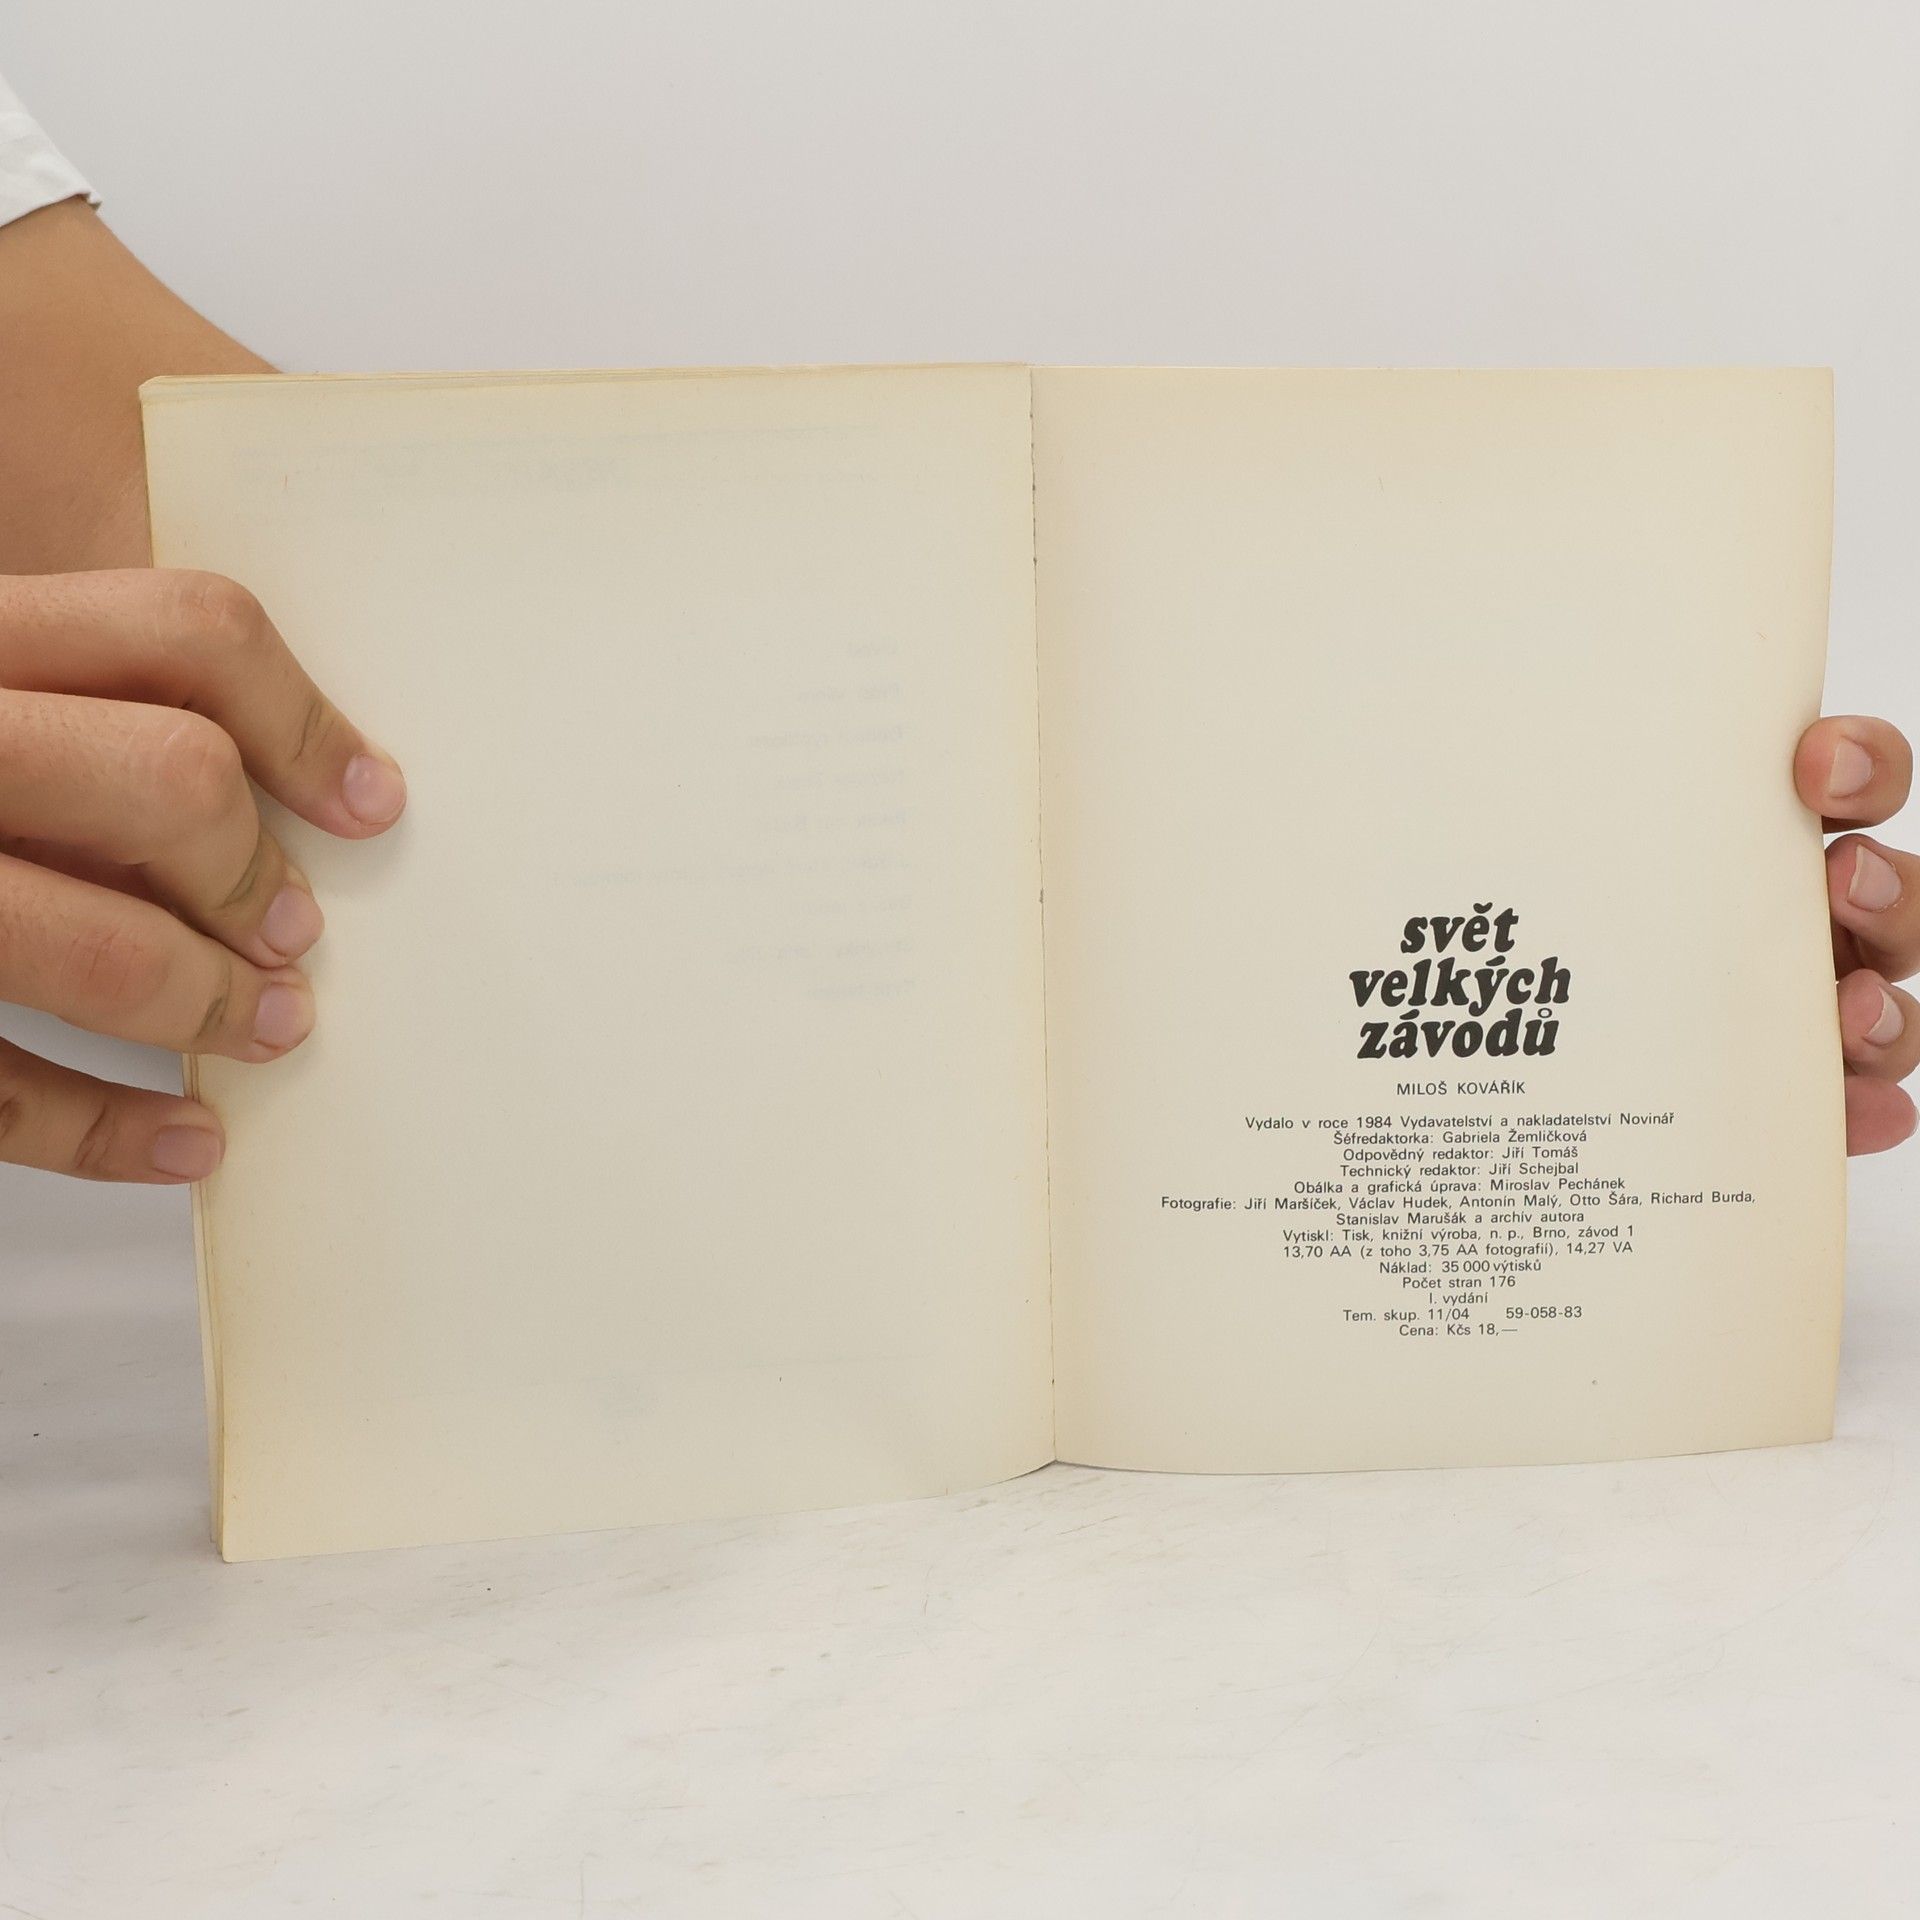 svět
velkých
závodů
MILOŠ KOVÁŘÍK
Vydalo v roce 1984 Vydavatelství a nakladatelství Novinář
Šéfredaktorka: Gabriela Žemličková
Odpovědný redaktor: Jiří Tomáš
Technický redaktor: Jiří Schejbal
Obálka a grafická úprava: Miroslav Pechánek
Fotografie: Jiří Maršíček, Václav Hudek, Antonín Malý, Otto Šára, Richard Burda,
Stanislav Marušák a archív autora
Vytiskl: Tisk, knižní výroba, n. p., Brno, závod 1
13,70 AA (z toho 3,75 AA fotografií), 14,27 VA
Náklad: 35 000 výtisků
Počet stran 176
I. vydání
Tem. skup. 11/04 59-058-83
Cena: Kčs 18,—